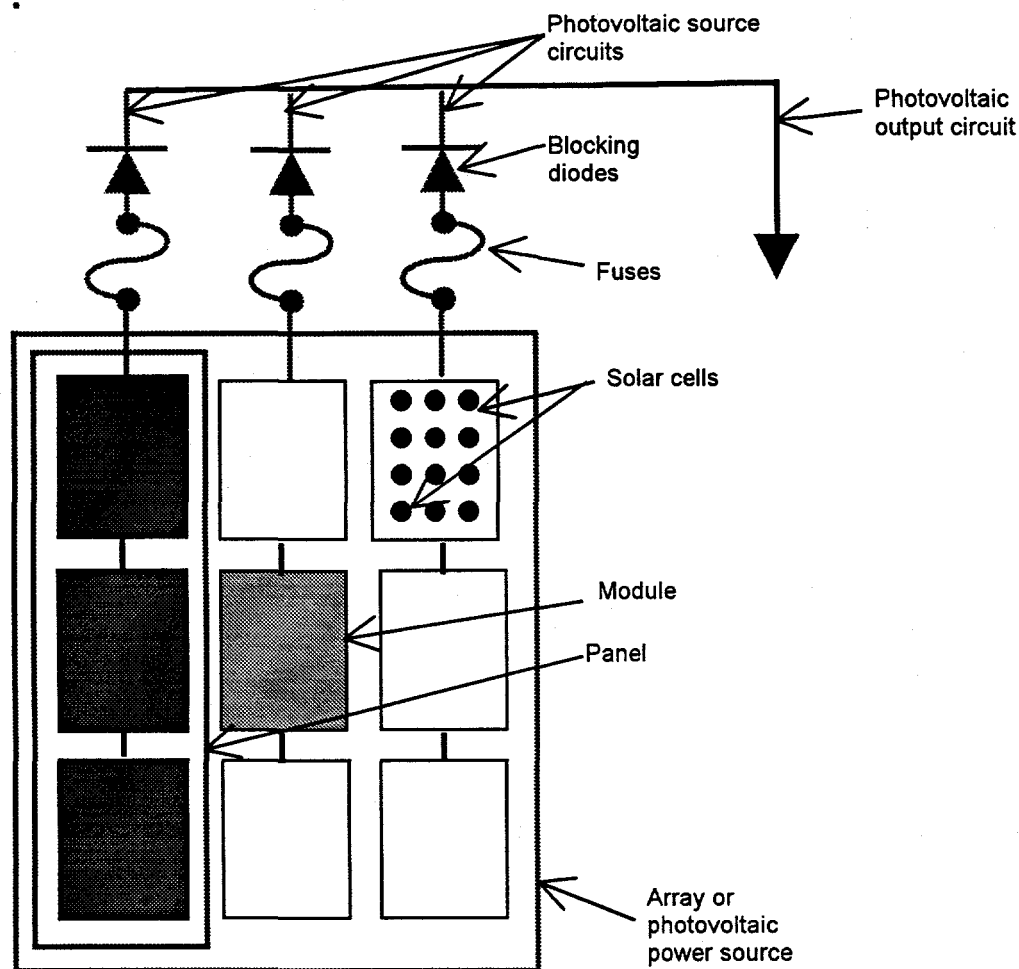 Photovoltaic source
circuits
Photovoltaic
output circuit
Blocking
diodes
Fuses
Solar cells
Module
Panel
Array or
photovoltaic
power source